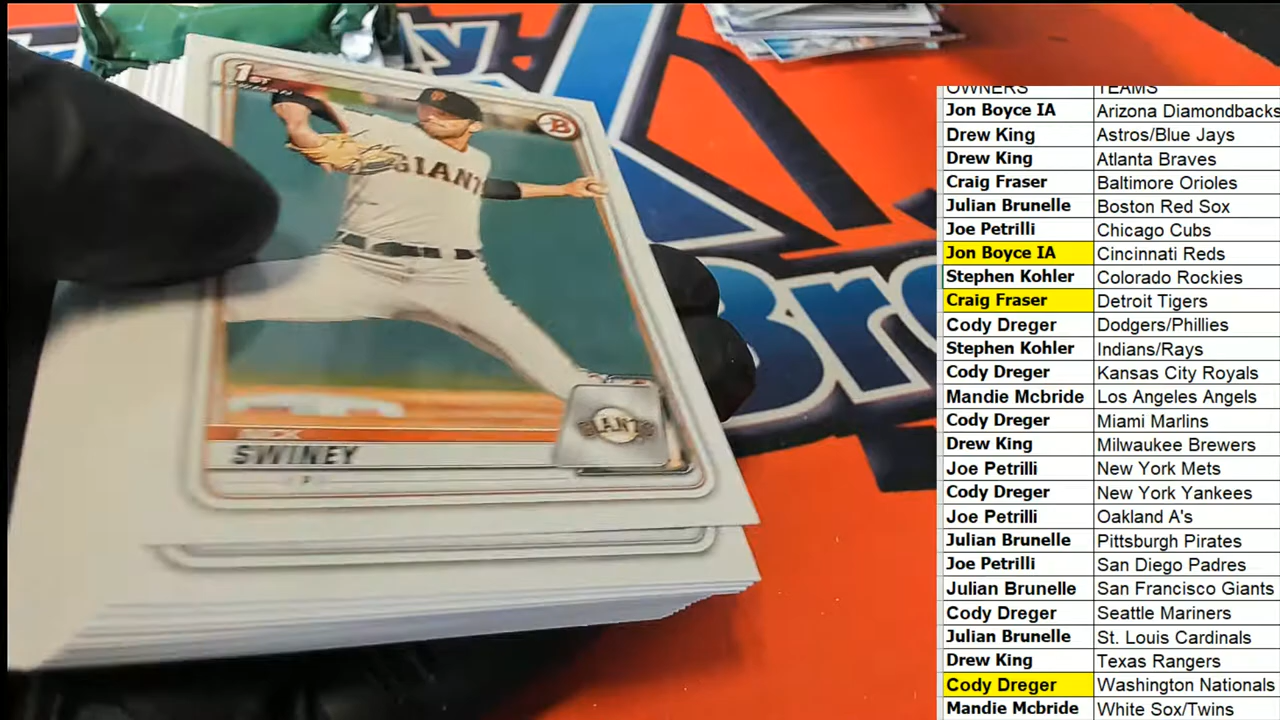 1ST
BOWMAN
B
GIANTS
GIANTS
NICK
SWINEY
P
Br
OWNERS TEAMS
Jon Boyce IA Arizona Diamondbacks
Drew King Astros/Blue Jays
Drew King Atlanta Braves
Craig Fraser Baltimore Orioles
Julian Brunelle Boston Red Sox
Joe Petrilli Chicago Cubs
Jon Boyce IA Cincinnati Reds
Stephen Kohler Colorado Rockies
Craig Fraser Detroit Tigers
Cody Dreger Dodgers/Phillies
Stephen Kohler Indians/Rays
Cody Dreger Kansas City Royals
Mandie Mcbride Los Angeles Angels
Cody Dreger Miami Marlins
Drew King Milwaukee Brewers
Joe Petrilli New York Mets
Cody Dreger New York Yankees
Joe Petrilli Oakland A's
Julian Brunelle Pittsburgh Pirates
Joe Petrilli San Diego Padres
Julian Brunelle San Francisco Giants
Cody Dreger Seattle Mariners
Julian Brunelle St. Louis Cardinals
Drew King Texas Rangers
Cody Dreger Washington Nationals
Mandie Mcbride White Sox/Twins